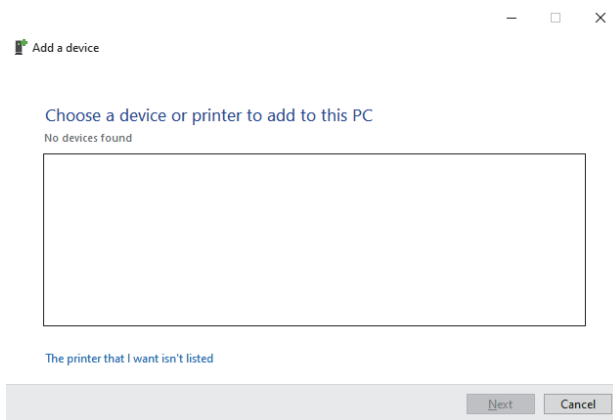 Add a device
Choose a device or printer to add to this PC
No devices found
The printer that I want isn't listed
Next
Cancel